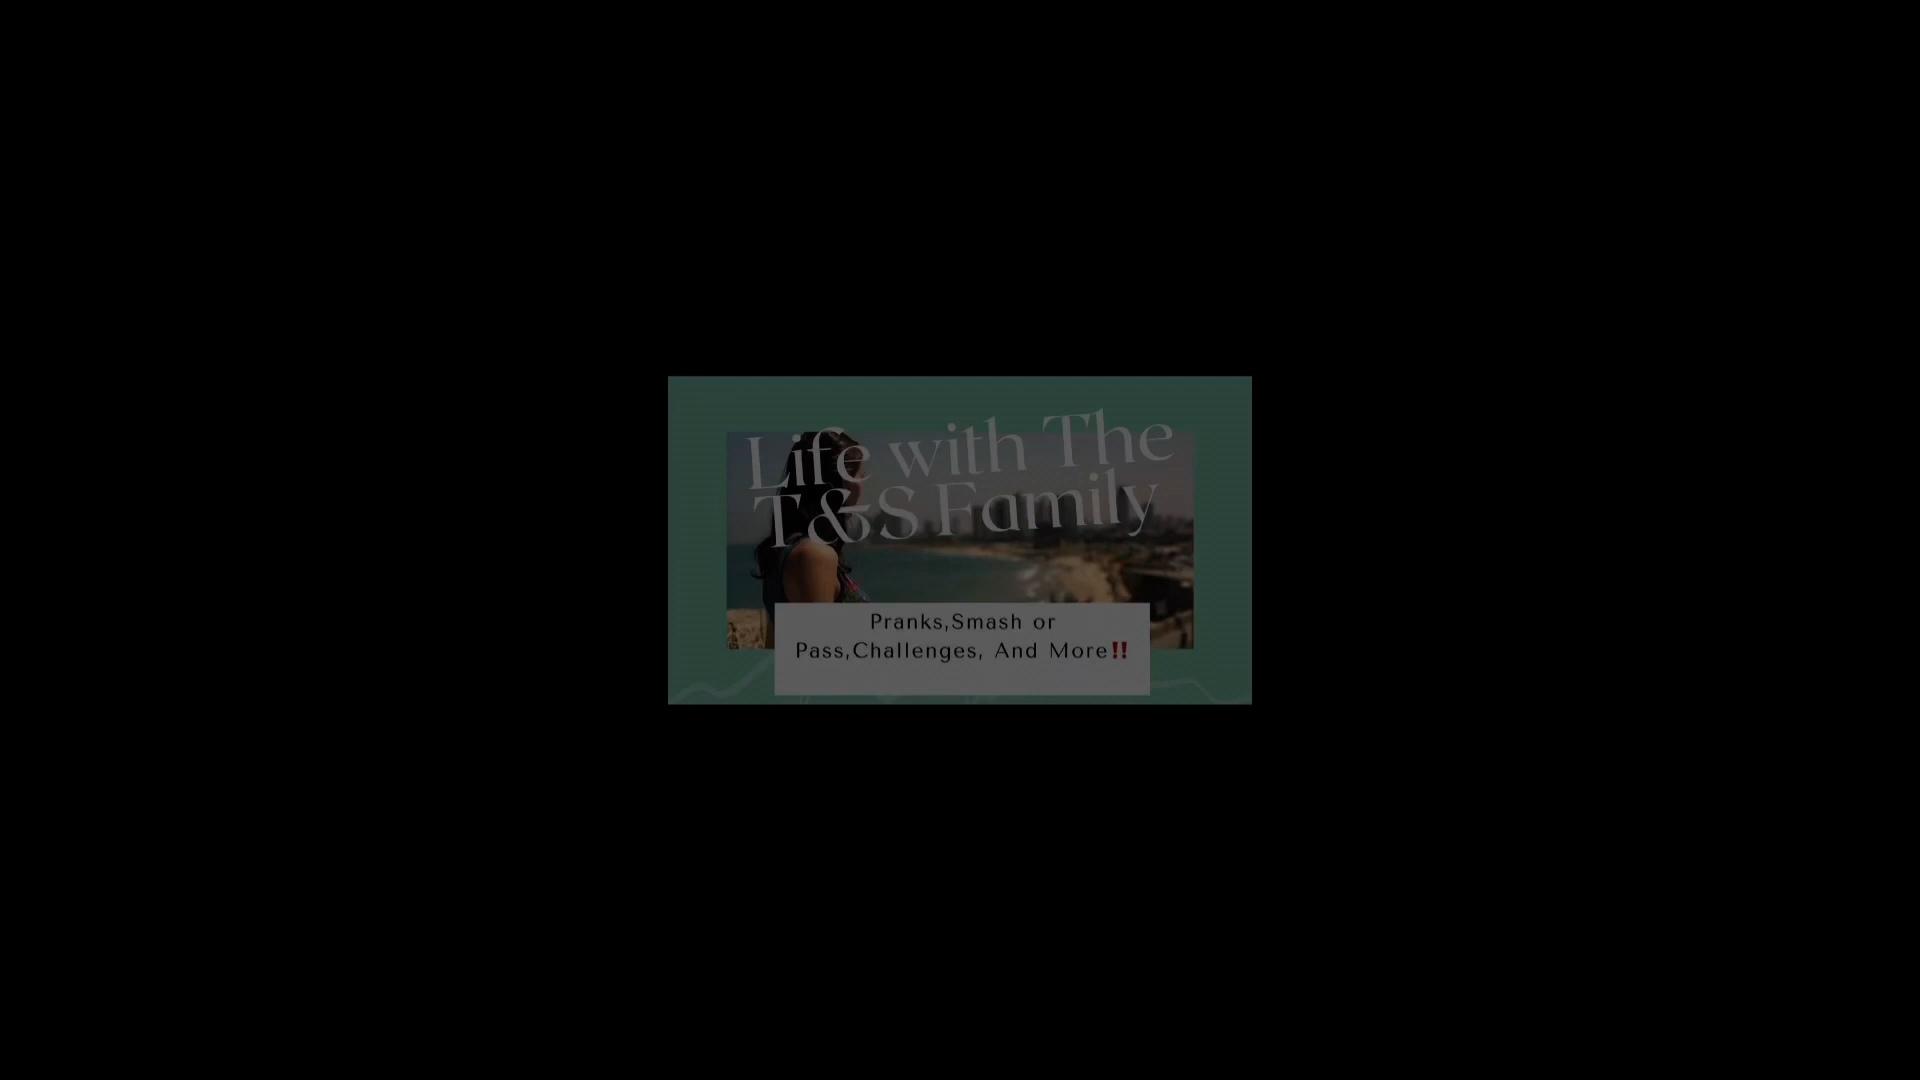 Life with The
T&S Family
Pranks,Smash or
Pass,Challenges, And More‼️